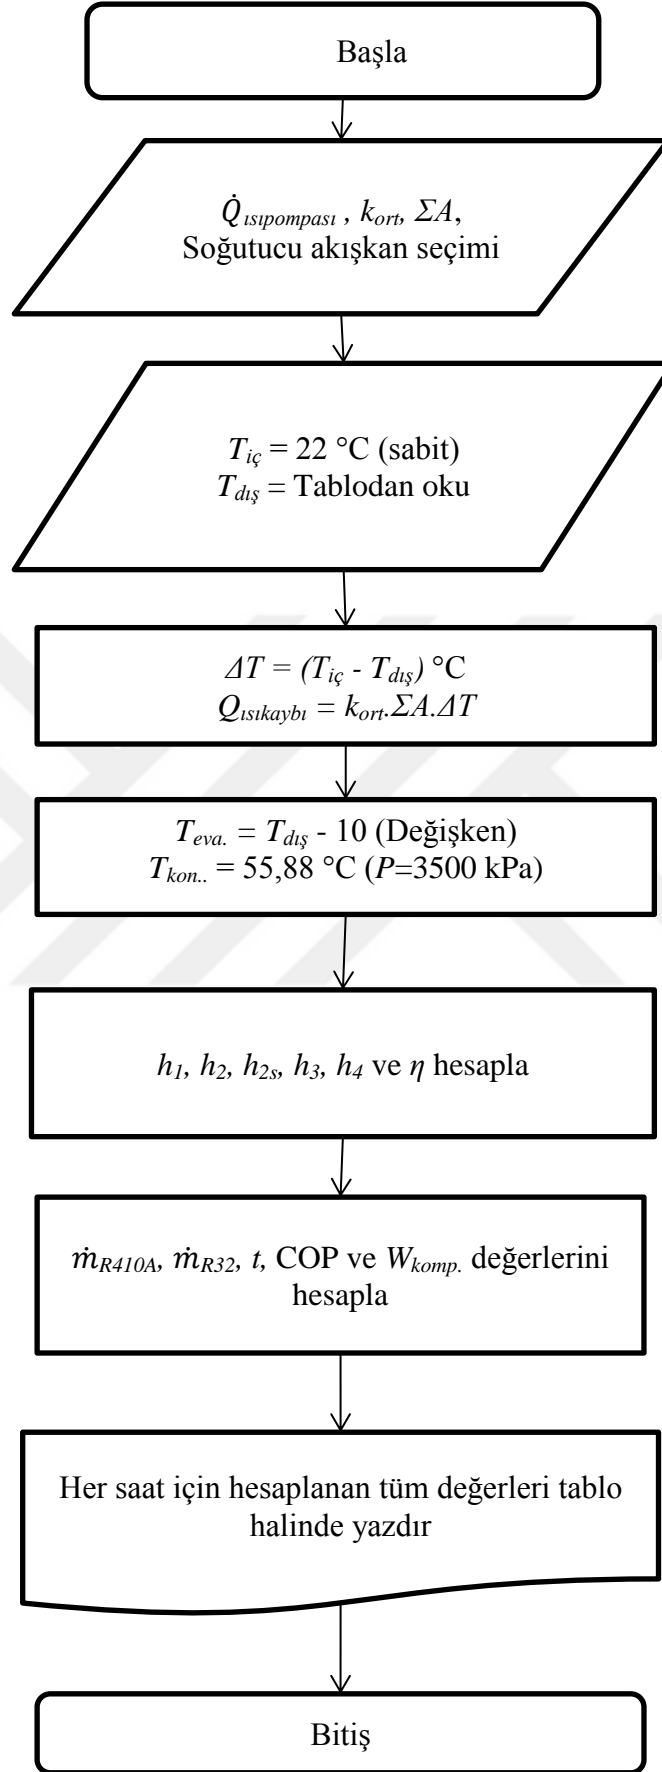 Başla
Q̇ısıpompası , kort, ΣA,
Soğutucu akışkan seçimi
Tiç = 22 °C (sabit)
Tdış = Tablodan oku
ΔT = (Tiç - Tdış) °C
Qısıkaybı = kort.ΣA.ΔT
Teva. = Tdış - 10 (Değişken)
Tkon.. = 55,88 °C (P=3500 kPa)
h1, h2, h2s, h3, h4 ve η hesapla
ṁR410A, ṁR32, t, COP ve Wkomp. değerlerini
hesapla
Her saat için hesaplanan tüm değerleri tablo
halinde yazdır
Bitiş